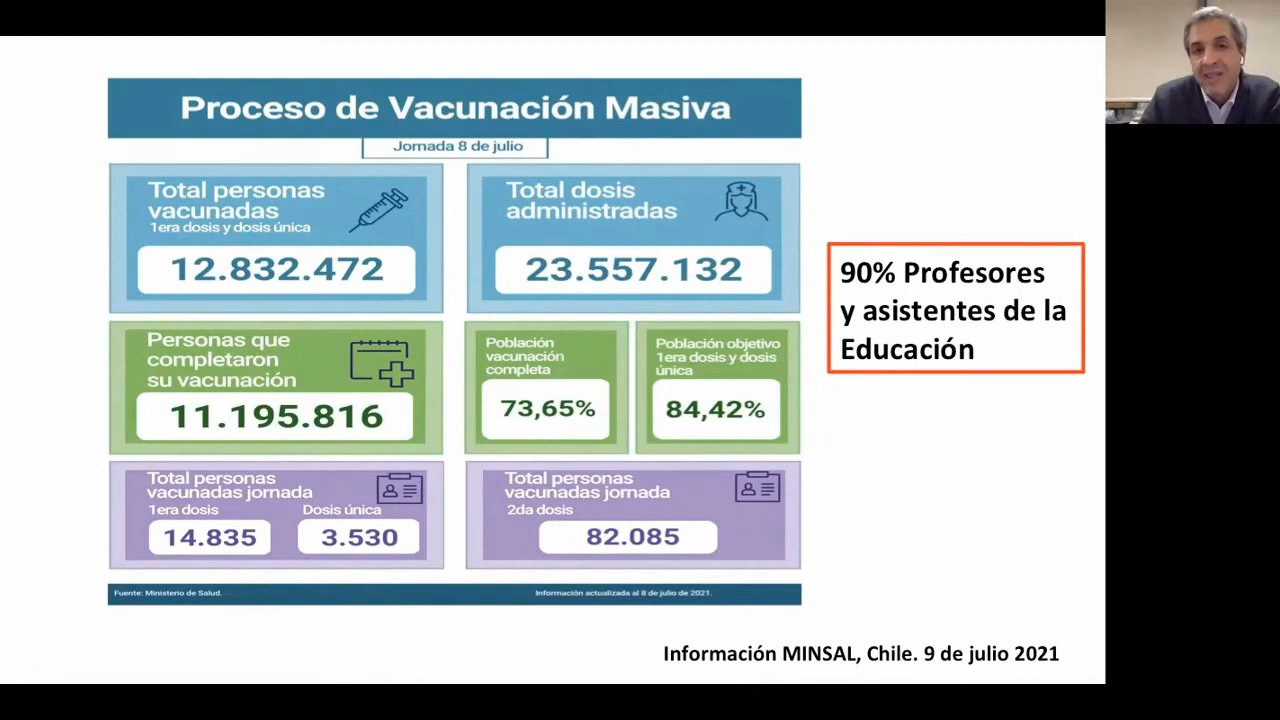 Proceso de Vacunación Masiva
Jornada 8 de julio
Total personas
vacunadas
1era dosis y dosis única
12.832.472
Total dosis
administradas
23.557.132
90% Profesores
y asistentes de la
Educación
Personas que
completaron
su vacunación
11.195.816
Población
vacunación
completa
73,65%
Población objetivo
1era dosis y dosis
única
84,42%
Total personas
vacunadas jornada
1era dosis
14.835
Dosis única
3.530
Total personas
vacunadas jornada
2da dosis
82.085
Fuente: Ministerio de Salud.
Información actualizada al 8 de julio de 2021.
Información MINSAL, Chile. 9 de julio 2021